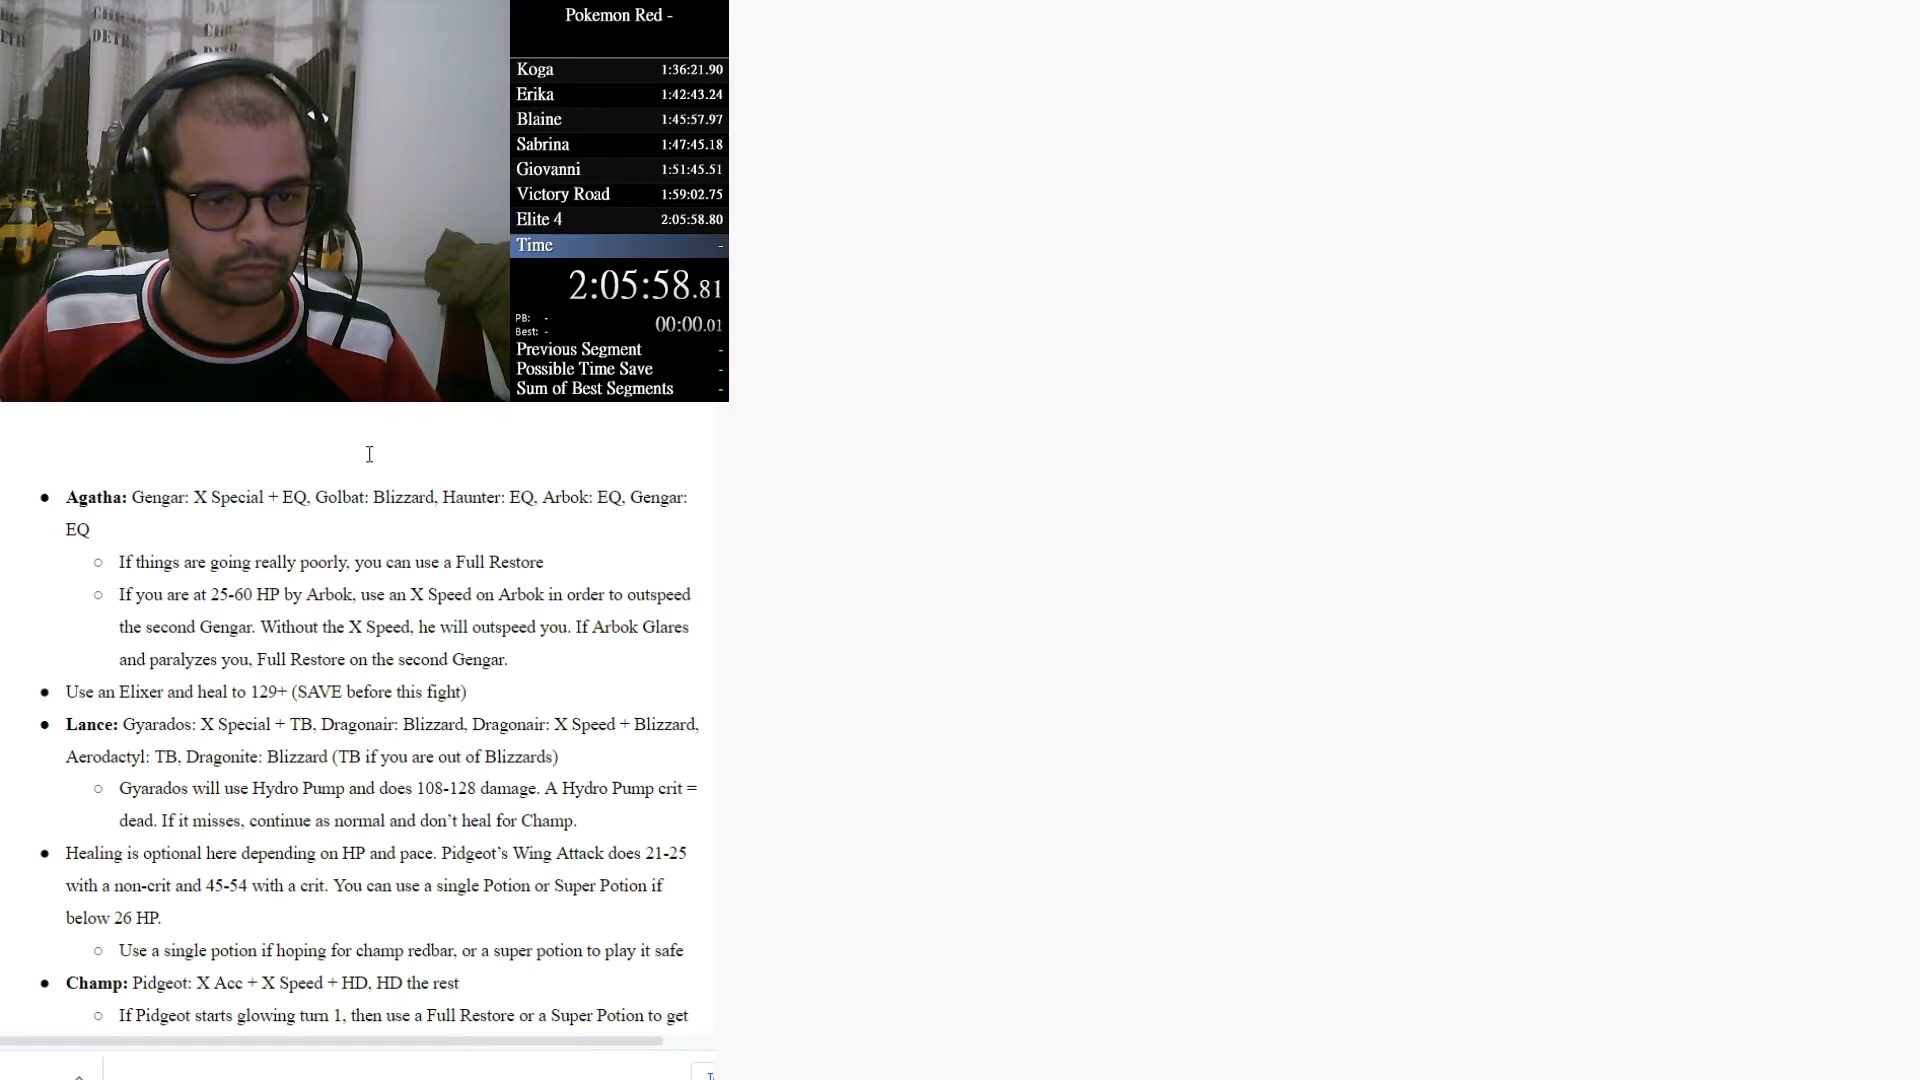 Pokemon Red -
Koga 1:36:21.90
Erika 1:42:43.24
Blaine 1:45:57.97
Sabrina 1:47:45.18
Giovanni 1:51:45.51
Victory Road 1:59:02.75
Elite 4 2:05:58.80
Time -
2:05:58.81
PB: -
Best: -
00:00.01
Previous Segment -
Possible Time Save -
Sum of Best Segments -
● Agatha: Gengar: X Special + EQ, Golbat: Blizzard, Haunter: EQ, Arbok: EQ, Gengar:
EQ
○ If things are going really poorly, you can use a Full Restore
○ If you are at 25-60 HP by Arbok, use an X Speed on Arbok in order to outspeed
the second Gengar. Without the X Speed, he will outspeed you. If Arbok Glares
and paralyzes you, Full Restore on the second Gengar.
● Use an Elixer and heal to 129+ (SAVE before this fight)
● Lance: Gyarados: X Special + TB, Dragonair: Blizzard, Dragonair: X Speed + Blizzard,
Aerodactyl: TB, Dragonite: Blizzard (TB if you are out of Blizzards)
○ Gyarados will use Hydro Pump and does 108-128 damage. A Hydro Pump crit =
dead. If it misses, continue as normal and don’t heal for Champ.
● Healing is optional here depending on HP and pace. Pidgeot’s Wing Attack does 21-25
with a non-crit and 45-54 with a crit. You can use a single Potion or Super Potion if
below 26 HP.
○ Use a single potion if hoping for champ redbar, or a super potion to play it safe
● Champ: Pidgeot: X Acc + X Speed + HD, HD the rest
○ If Pidgeot starts glowing turn 1, then use a Full Restore or a Super Potion to get